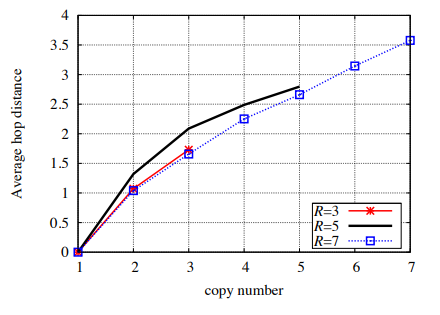 4
3.5
3
2.5
2
1.5
1
0.5
0
Average hop distance
1 2 3 4 5 6 7
copy number
R=3
R=5
R=7